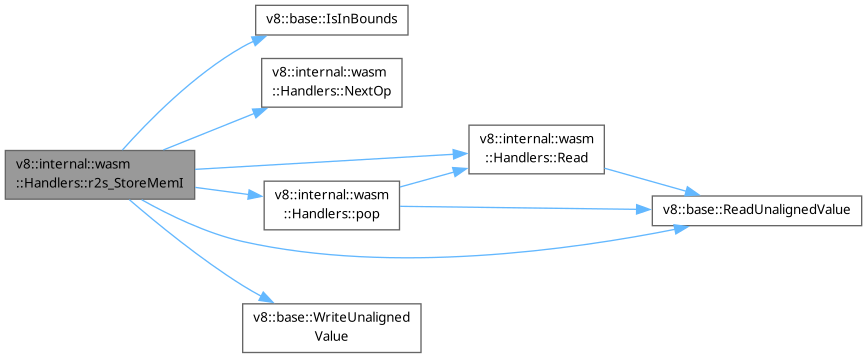 v8::base::IsInBounds
v8::internal::wasm
::Handlers::NextOp
v8::internal::wasm
::Handlers::Read
v8::internal::wasm
::Handlers::r2s_StoreMemI
v8::internal::wasm
::Handlers::pop
v8::base::ReadUnalignedValue
v8::base::WriteUnaligned
Value